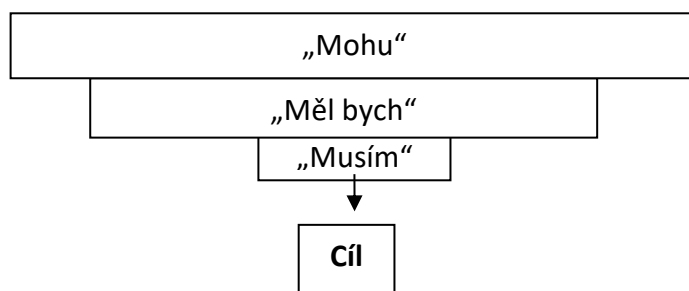 „Mohu“
„Měl bych“
„Musím“
Cíl